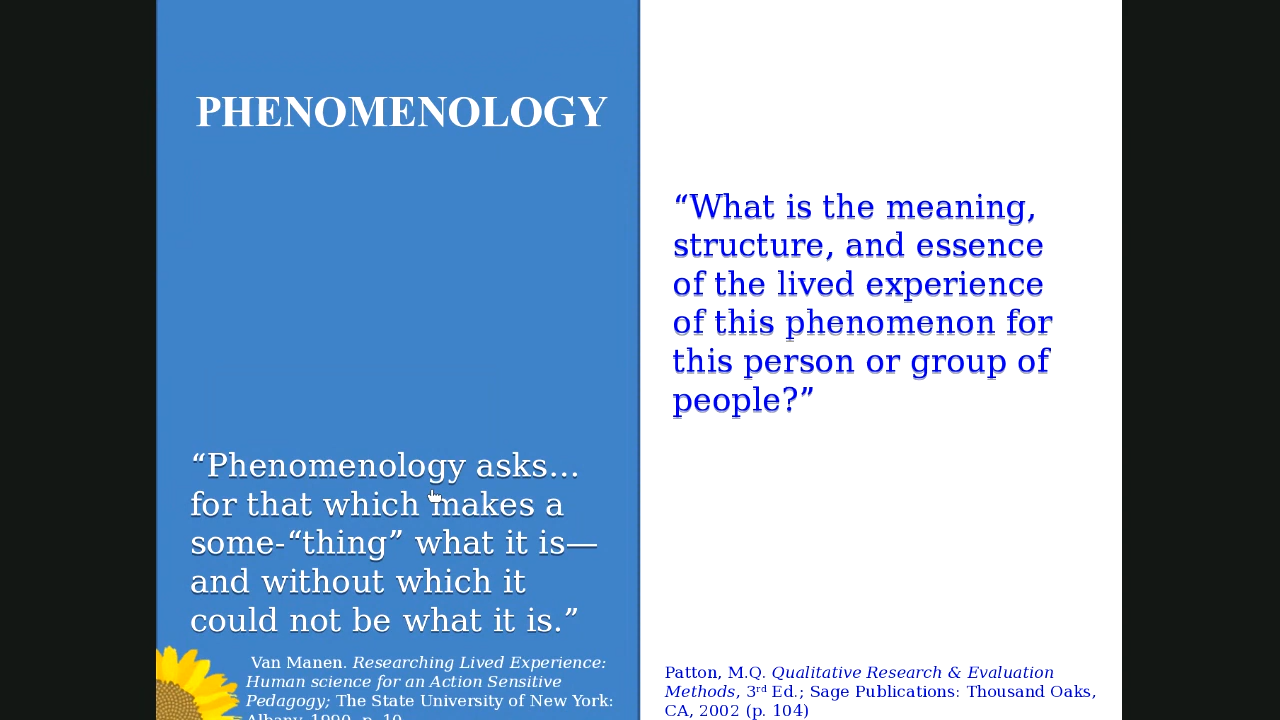 PHENOMENOLOGY
“Phenomenology asks…
for that which makes a
some-“thing” what it is—
and without which it
could not be what it is.”
Van Manen. Researching Lived Experience:
Human science for an Action Sensitive
Pedagogy; The State University of New York:
Albany, 1990, p. 10
“What is the meaning,
structure, and essence
of the lived experience
of this phenomenon for
this person or group of
people?”
Patton, M.Q. Qualitative Research & Evaluation
Methods, 3rd Ed.; Sage Publications: Thousand Oaks,
CA, 2002 (p. 104)